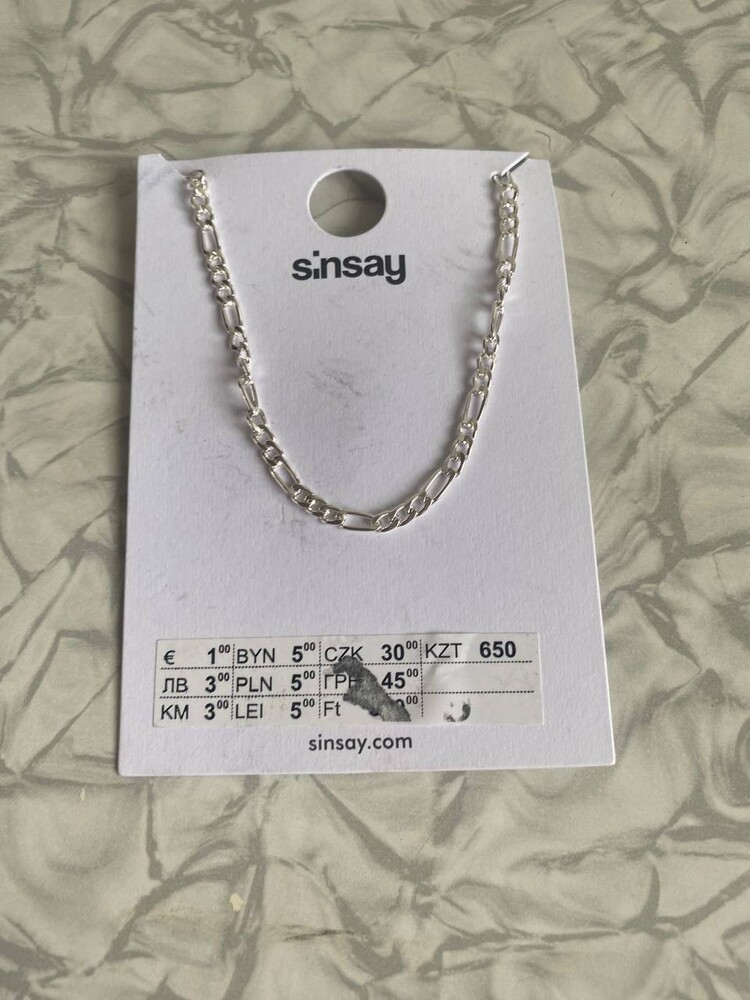 sinsay
€ 1⁰⁰ BYN 5⁰⁰ CZK 30⁰⁰ KZT 650
ЛВ 3⁰⁰ PLN 5⁰⁰ 45⁰⁰
KM 3⁰⁰ LEI 5⁰⁰ Ft
sinsay.com